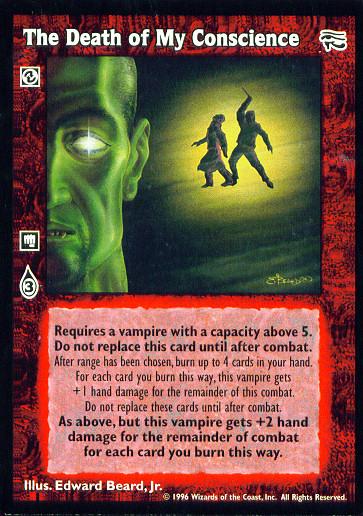 The Death of My Conscience
3
Requires a vampire with a capacity above 5.
Do not replace this card until after combat.
After range has been chosen, burn up to 4 cards in your hand.
For each card you burn this way, this vampire gets
+1 hand damage for the remainder of this combat.
Do not replace these cards until after combat.
As above, but this vampire gets +2 hand
damage for the remainder of combat
for each card you burn this way.
Illus. Edward Beard, Jr.
© 1996 Wizards of the Coast, Inc. All Rights Reserved.